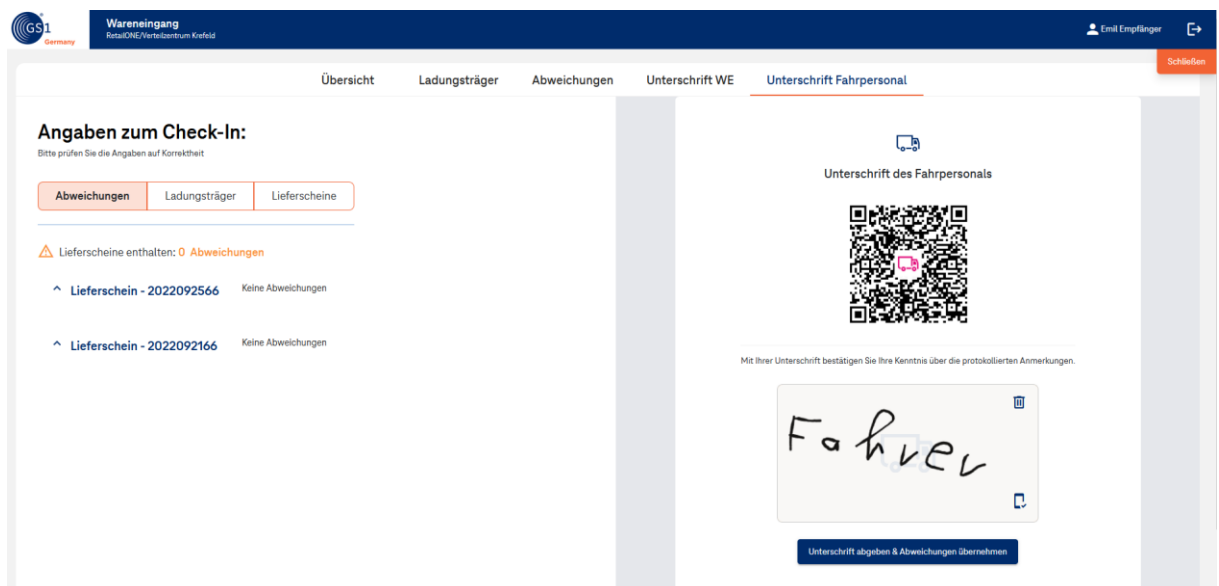 GS1
Germany
Wareneingang
RetailONE/Verteilzentrum Krefeld
Emil Empfänger
Schließen
Übersicht
Ladungsträger
Abweichungen
Unterschrift WE
Unterschrift Fahrpersonal
Angaben zum Check-In:
Bitte prüfen Sie die Angaben auf Korrektheit
Abweichungen
Ladungsträger
Lieferscheine
Lieferscheine enthalten: 0 Abweichungen
Lieferschein - 2022092566 Keine Abweichungen
Lieferschein - 2022092166 Keine Abweichungen
Unterschrift des Fahrpersonals
Mit Ihrer Unterschrift bestätigen Sie Ihre Kenntnis über die protokollierten Anmerkungen.
Fahrer
Unterschrift abgeben & Abweichungen übernehmen